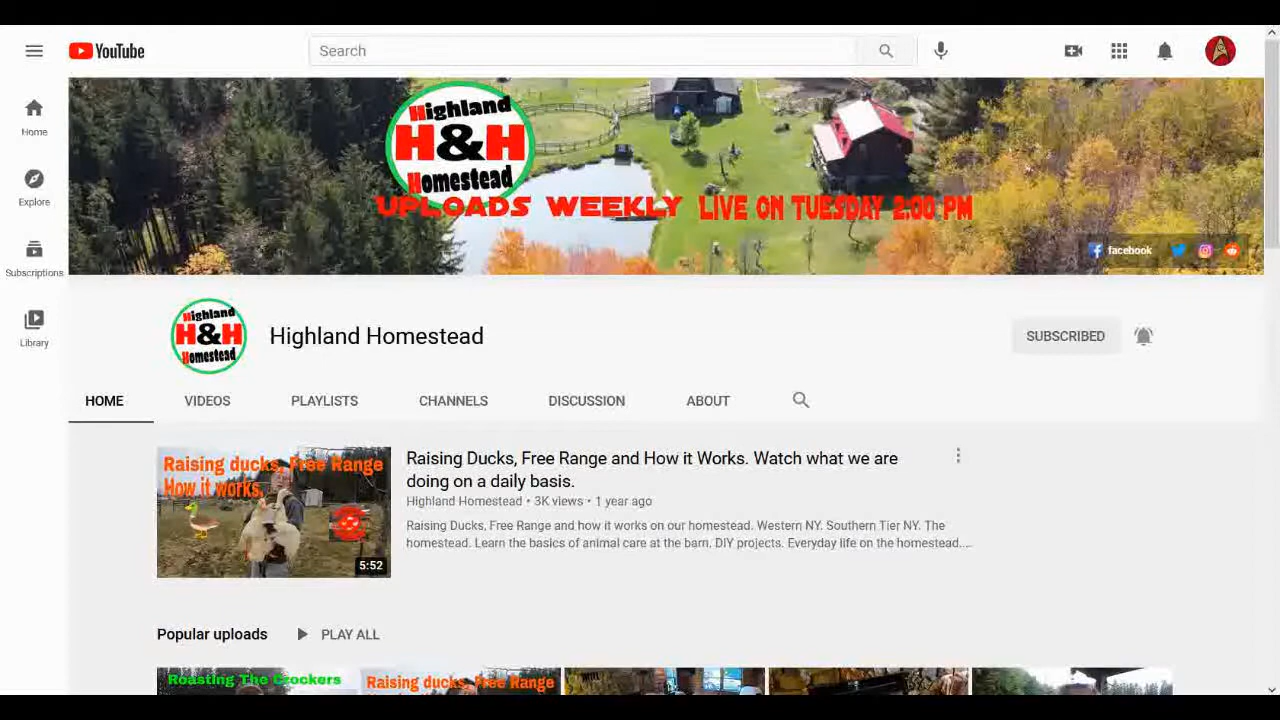 YouTube
Search
Home
Explore
Subscriptions
Library
Highland
H&H
Homestead
UPLOADS WEEKLY LIVE ON TUESDAY 2:00 PM
facebook
Highland
H&H
Homestead
Highland Homestead
SUBSCRIBED
HOME VIDEOS PLAYLISTS CHANNELS DISCUSSION ABOUT
Raising ducks, Free Range
How it works.
5:52
Raising Ducks, Free Range and How it Works. Watch what we are
doing on a daily basis.
Highland Homestead • 3K views • 1 year ago
Raising Ducks, Free Range and how it works on our homestead. Western NY. Southern Tier NY. The
homestead. Learn the basics of animal care at the barn. DIY projects. Everyday life on the homestead....
Popular uploads PLAY ALL
Roasting The Crockers
Raising ducks, Free Range